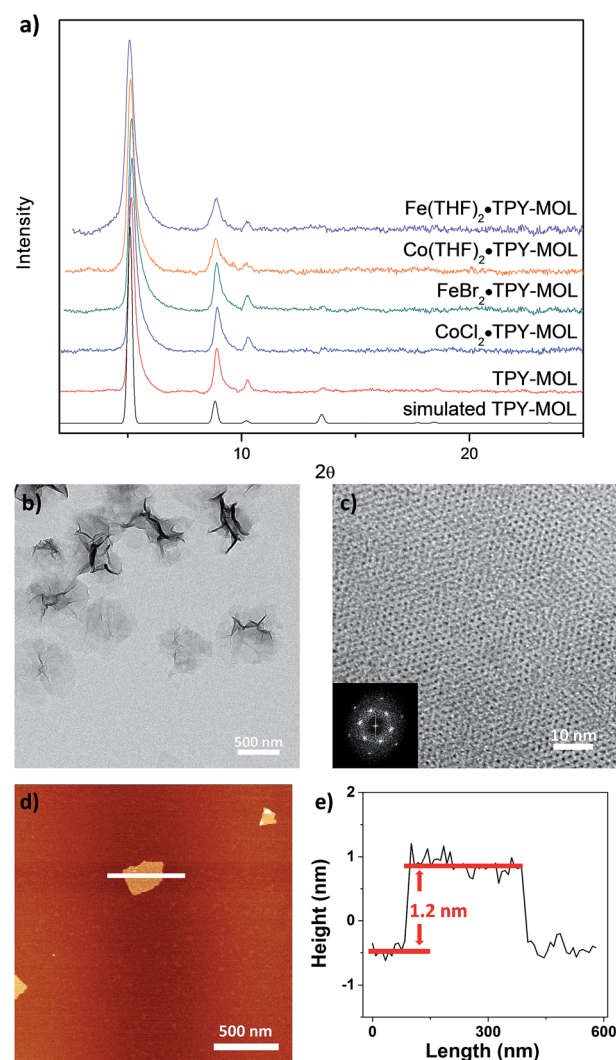 a)
Intensity
Fe(THF)₂•TPY-MOL
Co(THF)₂•TPY-MOL
FeBr₂•TPY-MOL
CoCl₂•TPY-MOL
TPY-MOL
simulated TPY-MOL
10
20
2θ
b)
500 nm
c)
10 nm
d)
500 nm
e)
Height (nm)
2
1
0
-1
1.2 nm
0
300
600
Length (nm)